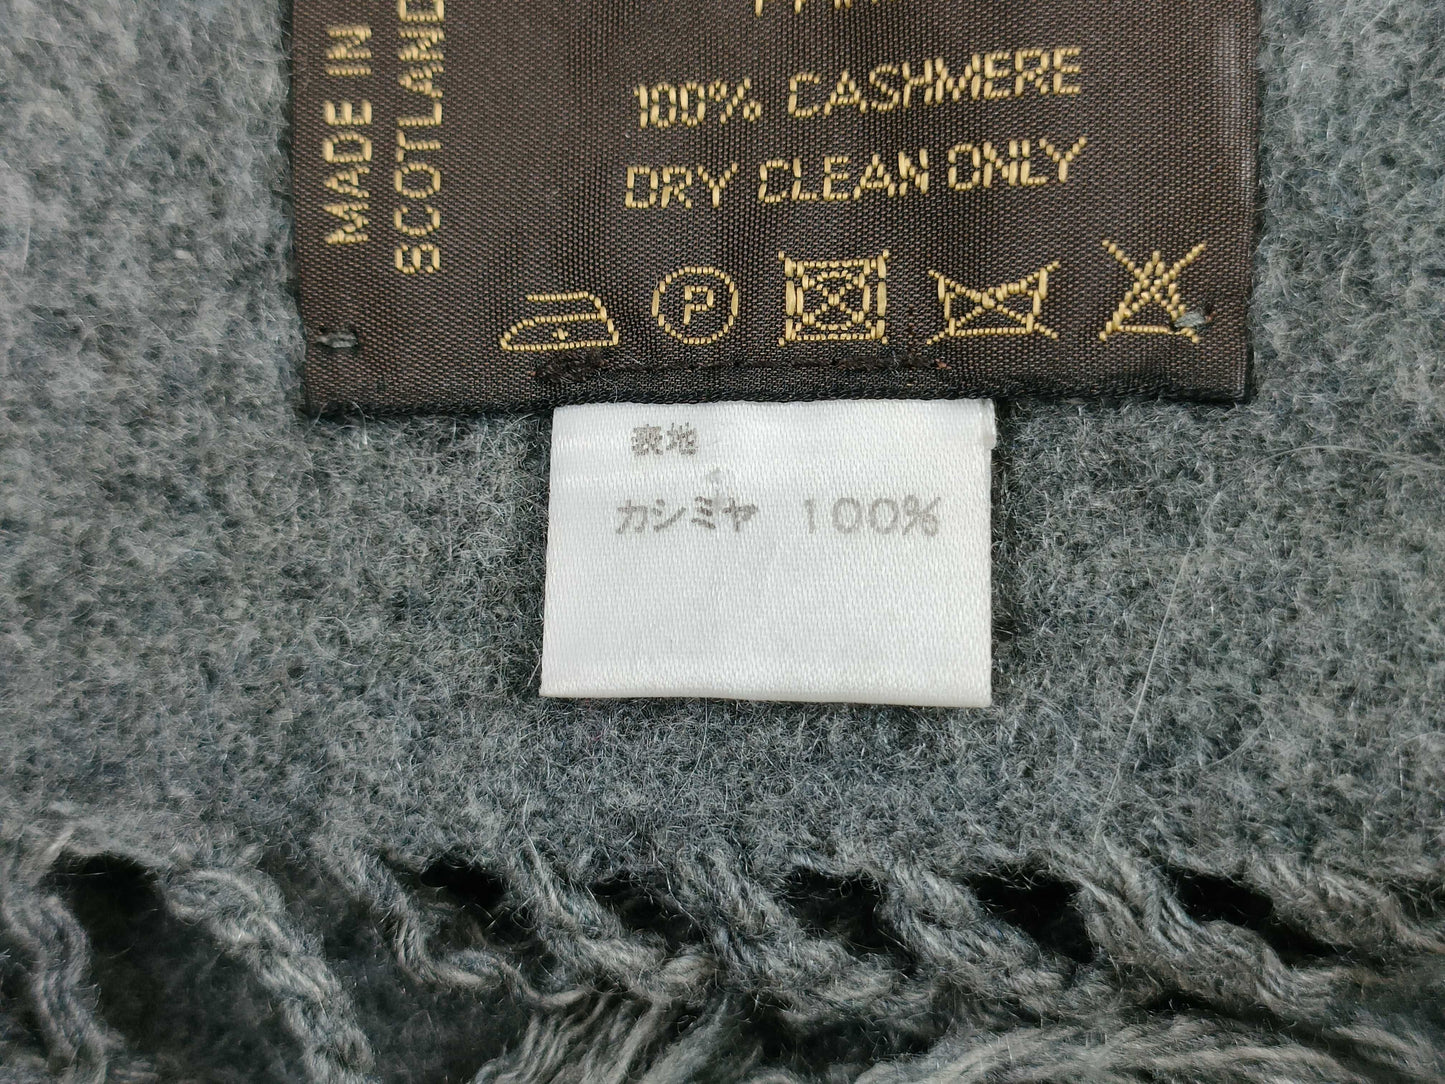 MADE IN
SCOTLAND
100% CASHMERE
DRY CLEAN ONLY
P
表地
カシミヤ 100%